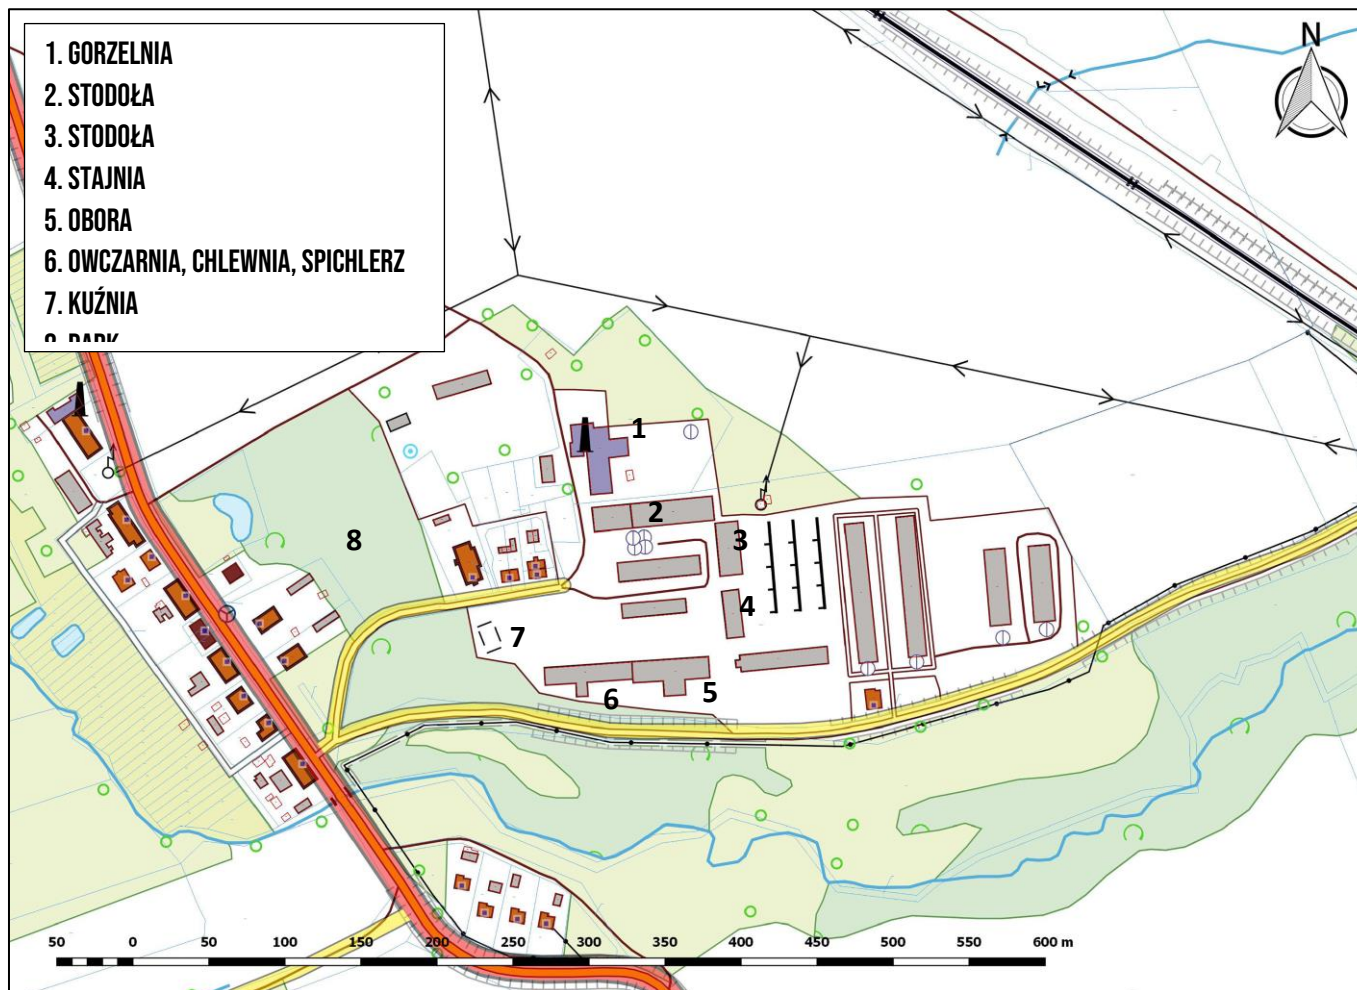 1. GORZELNIA
2. STODOŁA
3. STODOŁA
4. STAJNIA
5. OBORA
6. OWCZARNIA, CHLEWNIA, SPICHLERZ
7. KUŹNIA
N
1
2
3
8
4
7
6
5
50 0 50 100 150 200 250 300 350 400 450 500 550 600 m